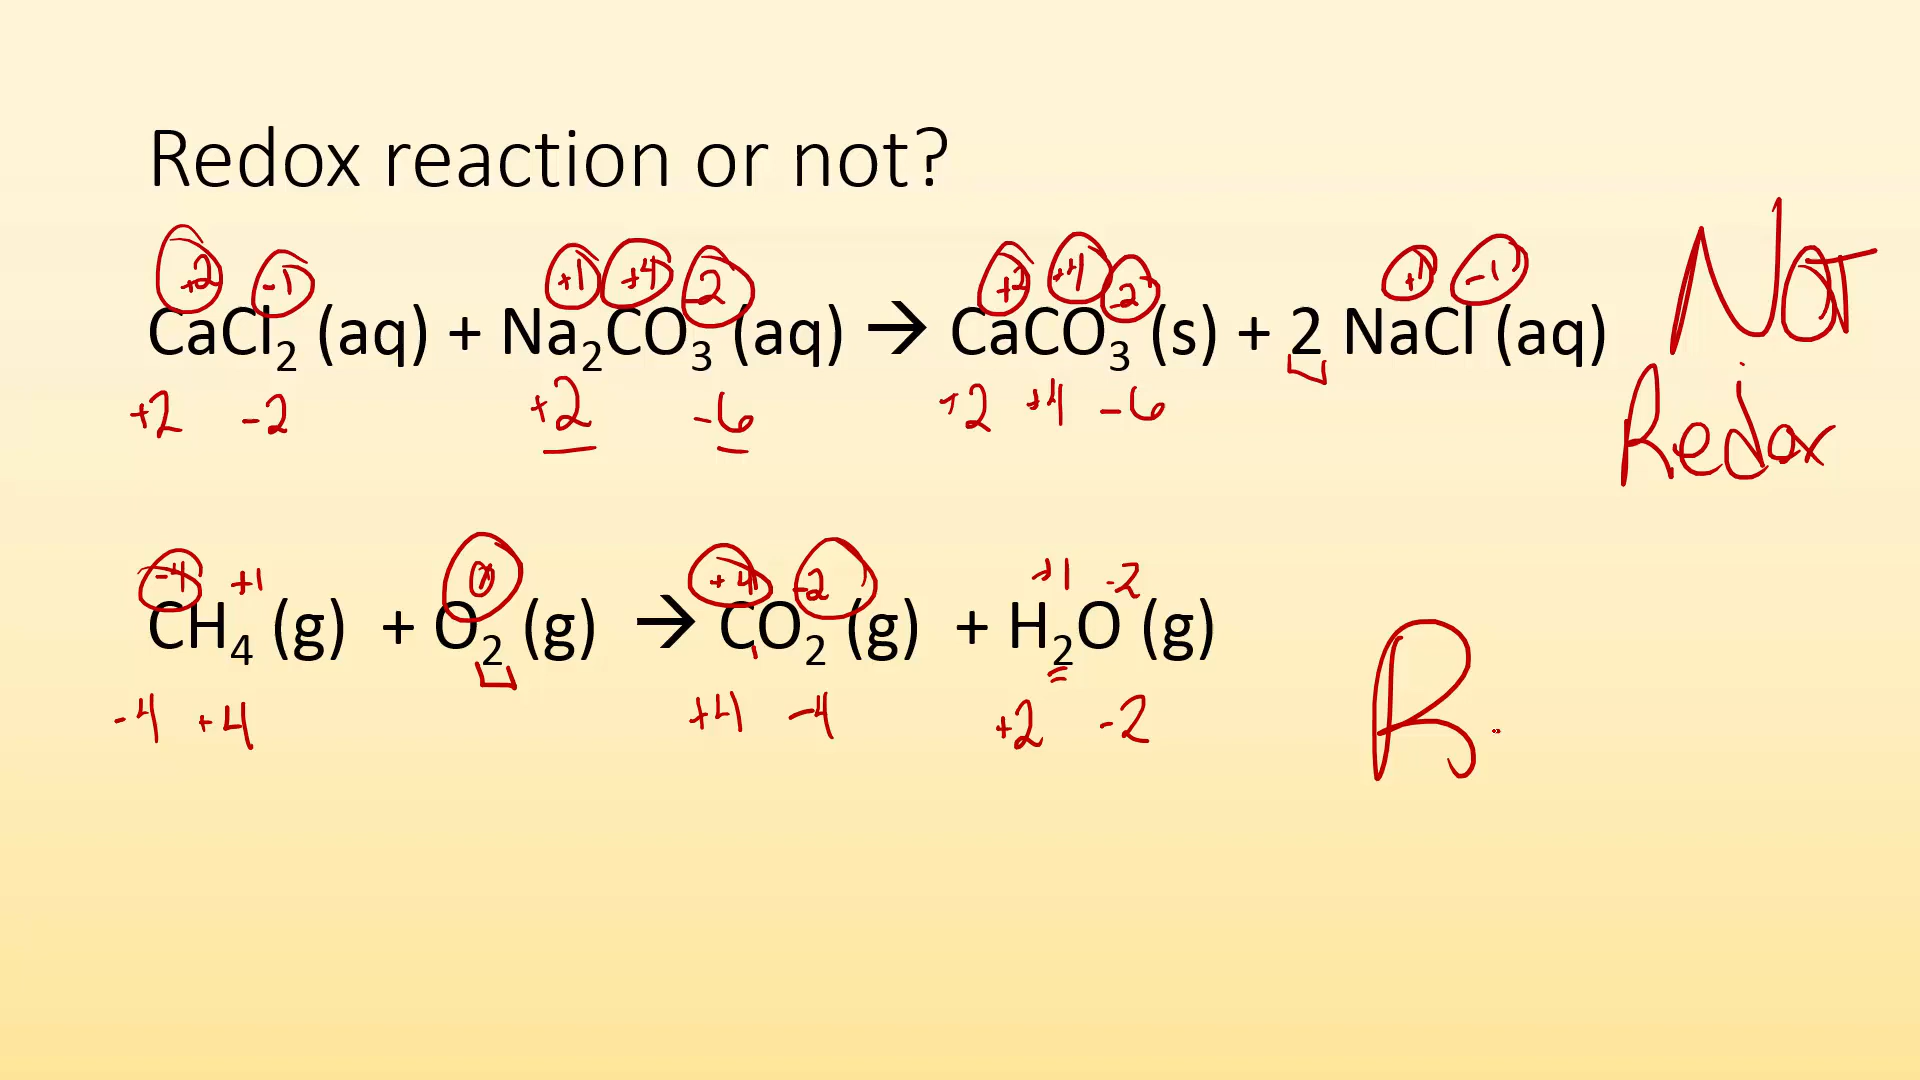 Redox reaction or not?
+2 -1 +1 +4 -2 +2 +4 -2 +1 -1 Not
CaCl₂ (aq) + Na₂CO₃ (aq) → CaCO₃ (s) + 2 NaCl (aq)
+2 -2 +2 -6 +2 +4 -6 Redox
-4 +1 0 +4 -2 +1 -2
CH₄ (g) + O₂ (g) → CO₂ (g) + H₂O (g)
-4 +4 +4 -4 +2 -2 R